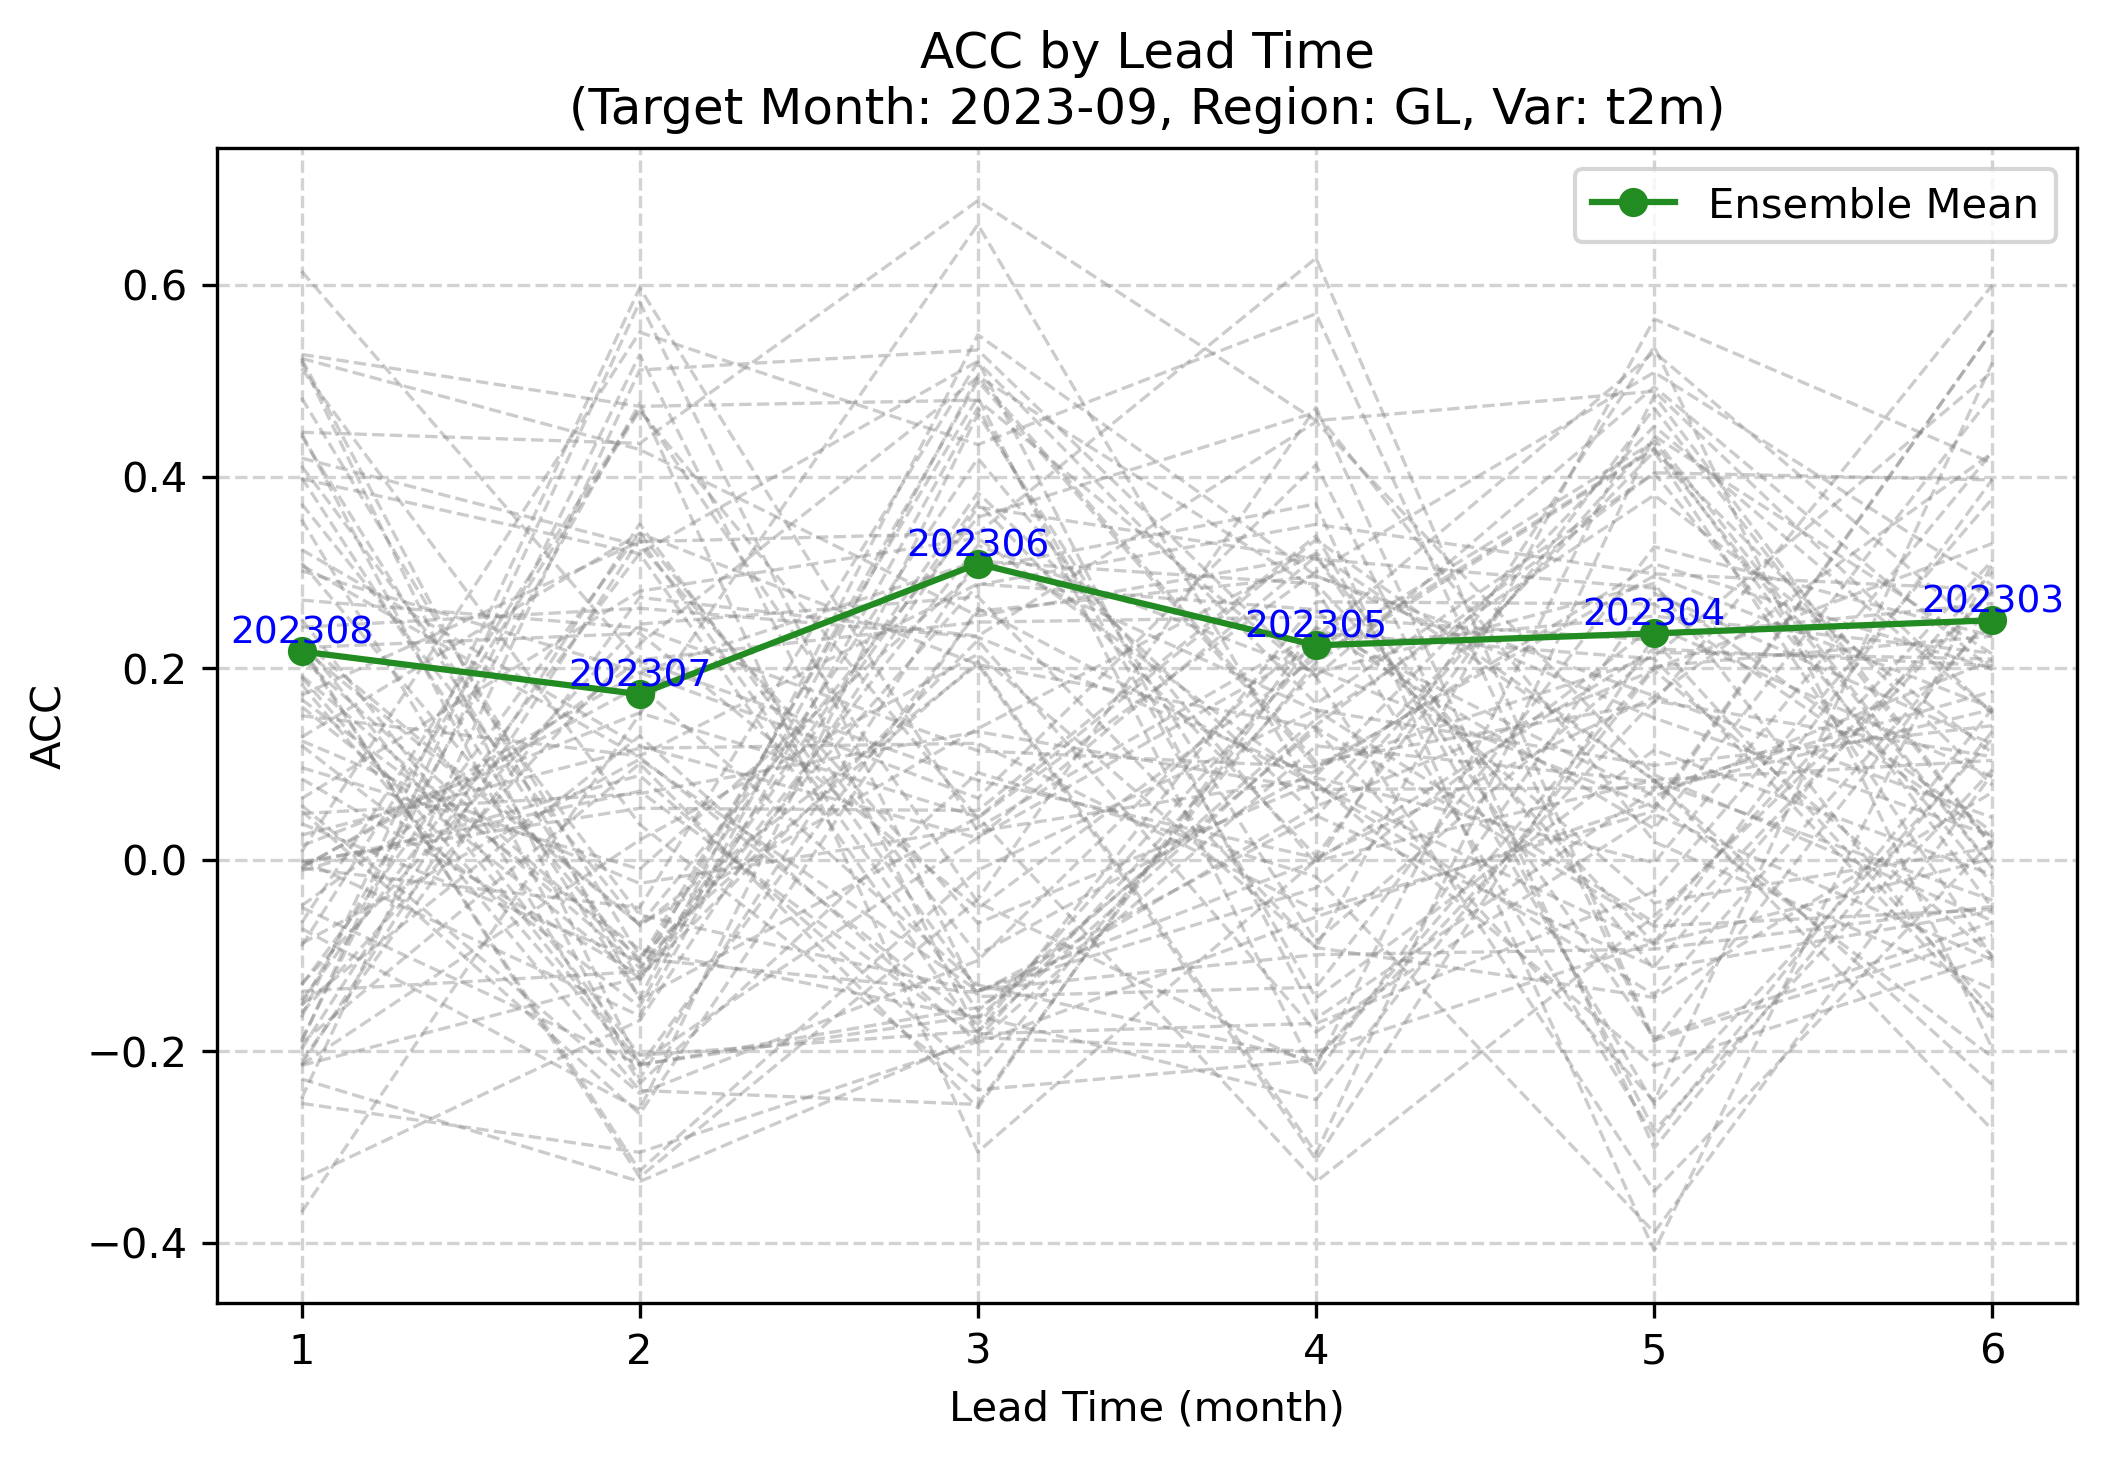 ACC by Lead Time
(Target Month: 2023-09, Region: GL, Var: t2m)
Ensemble Mean
ACC
0.6
0.4
0.2
0.0
−0.2
−0.4
202308
202307
202306
202305
202304
202303
1 2 3 4 5 6
Lead Time (month)